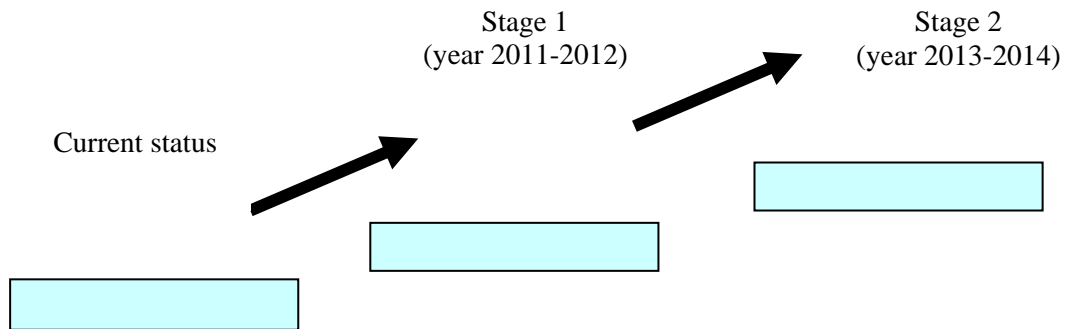 Stage 1
(year 2011-2012)
Stage 2
(year 2013-2014)
Current status